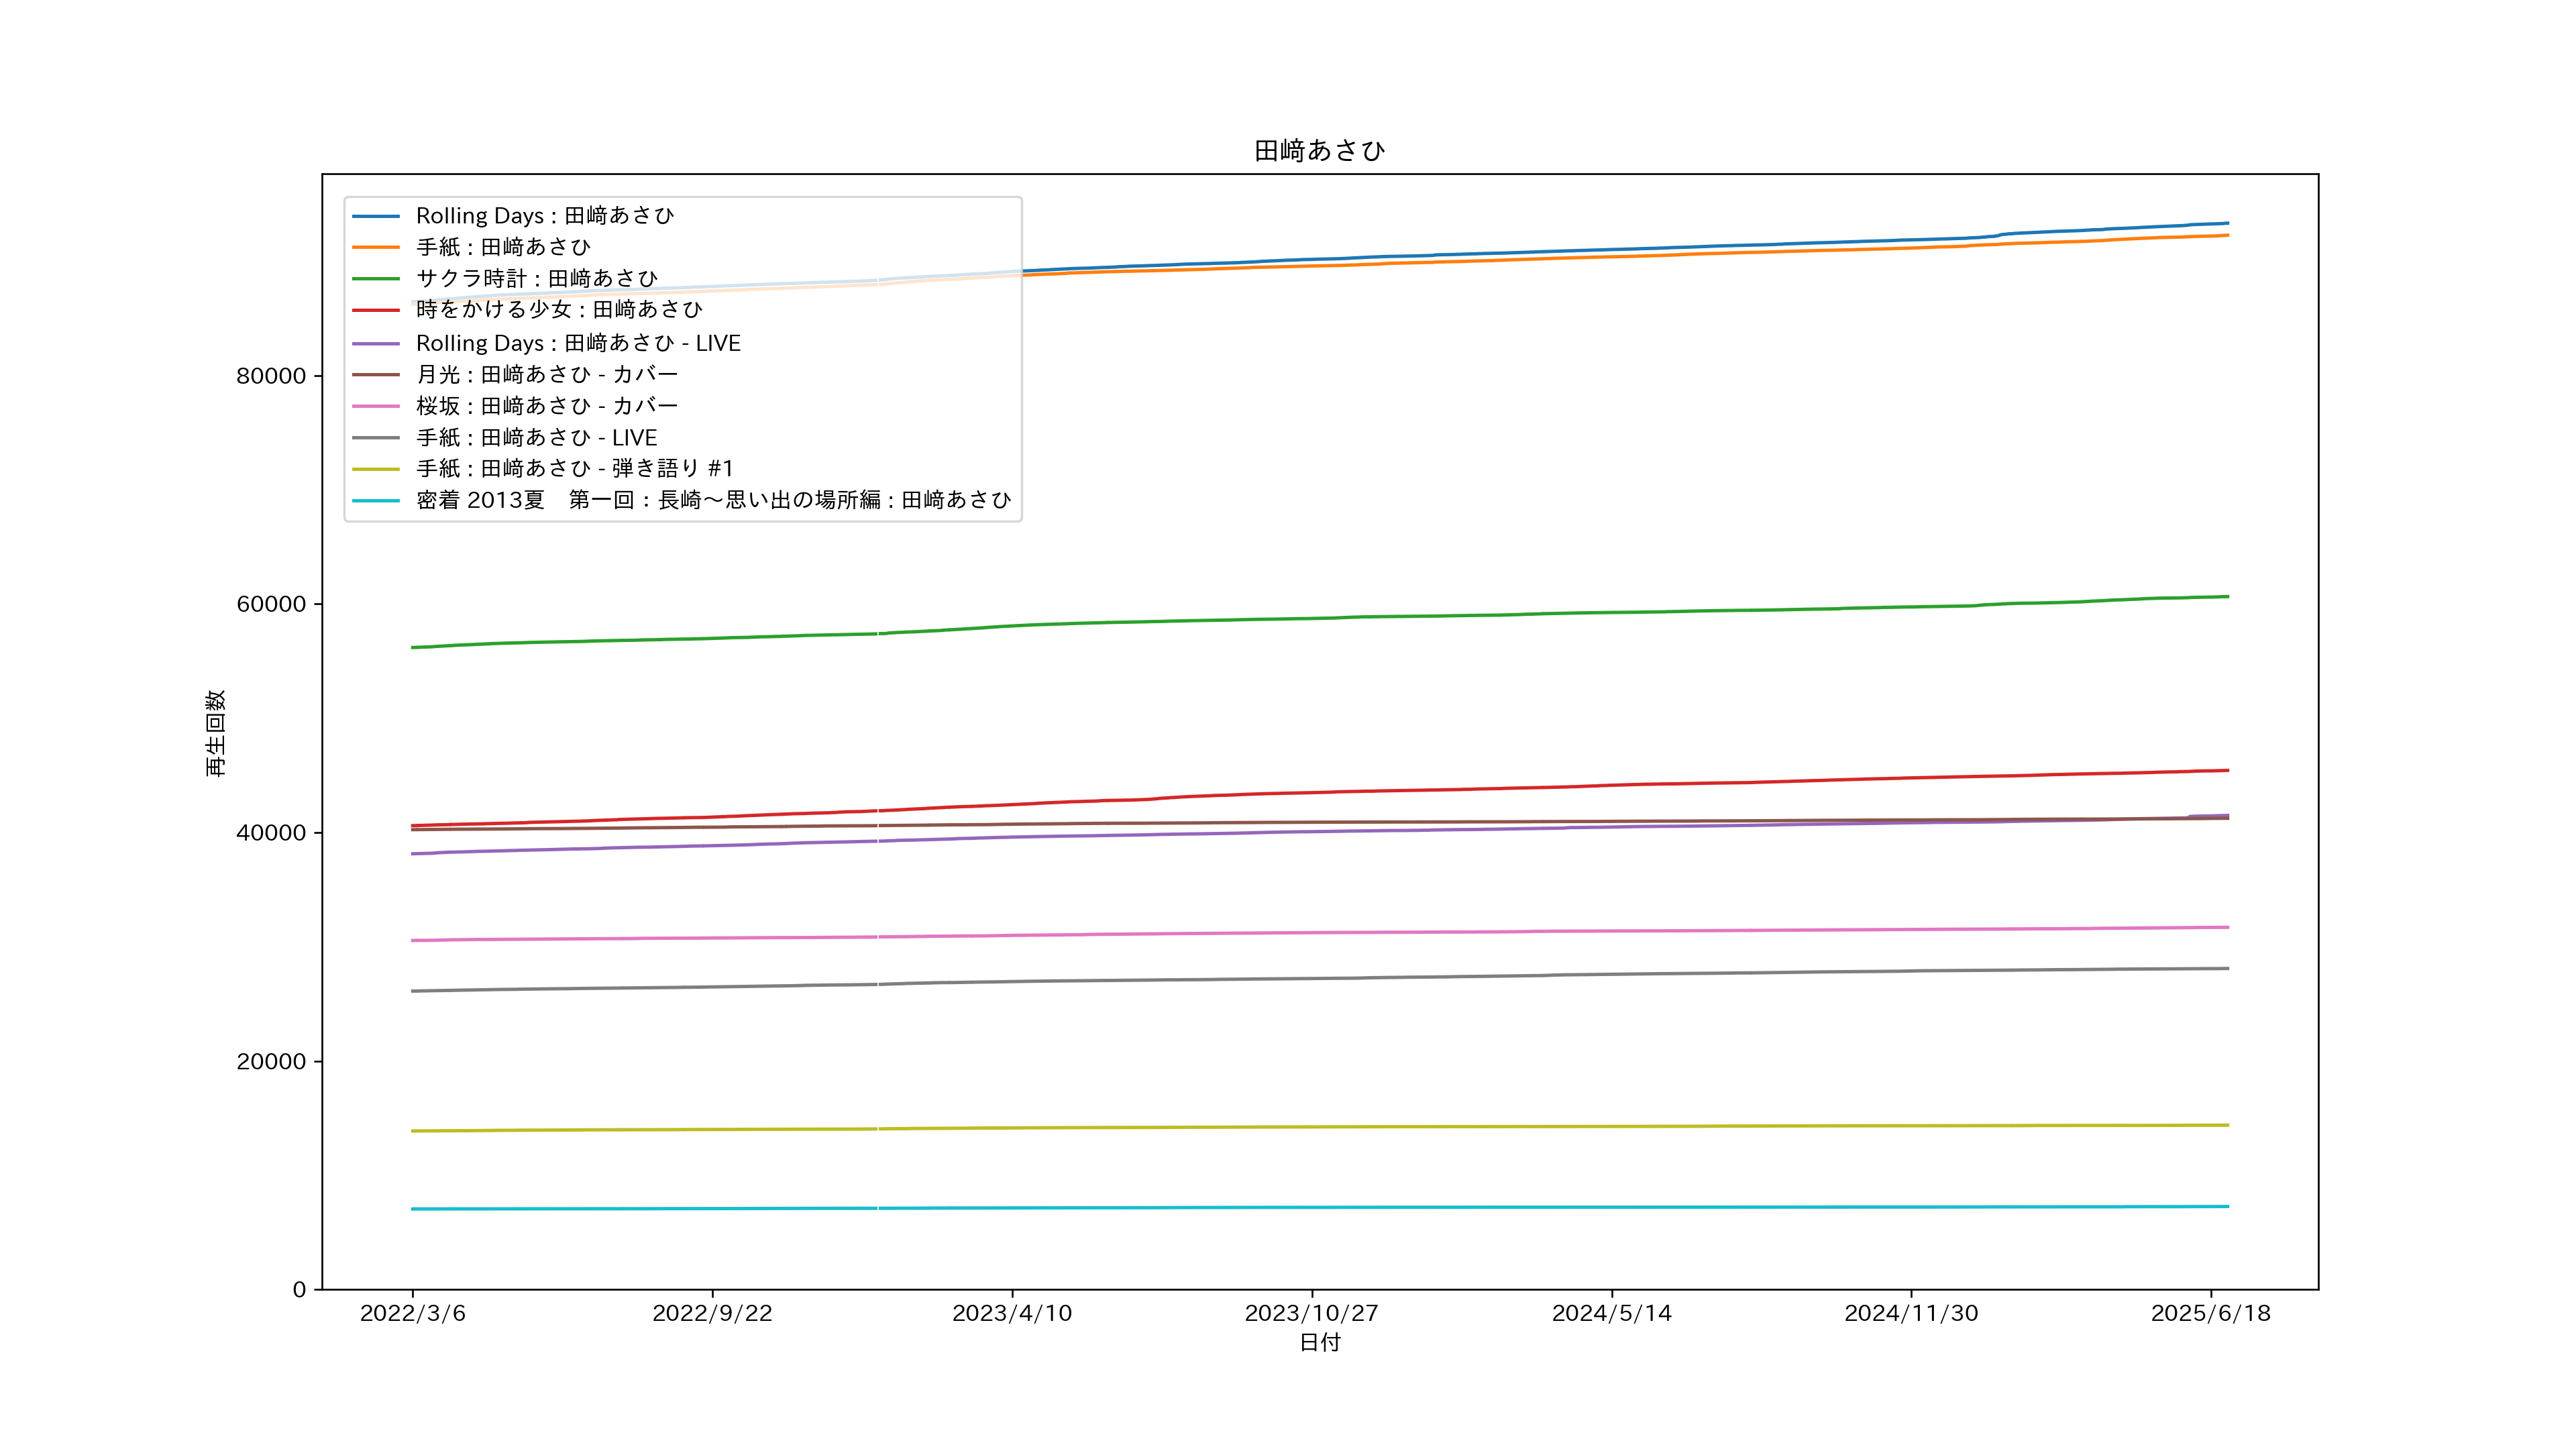 田﨑あさひ
Rolling Days : 田﨑あさひ
手紙 : 田﨑あさひ
サクラ時計 : 田﨑あさひ
時をかける少女 : 田﨑あさひ
Rolling Days : 田﨑あさひ - LIVE
月光 : 田﨑あさひ - カバー
桜坂 : 田﨑あさひ - カバー
手紙 : 田﨑あさひ - LIVE
手紙 : 田﨑あさひ - 弾き語り #1
密着 2013夏　第一回：長崎～思い出の場所編 : 田﨑あさひ
80000
60000
40000
20000
0
再生回数
2022/3/6 2022/9/22 2023/4/10 2023/10/27 2024/5/14 2024/11/30 2025/6/18
日付